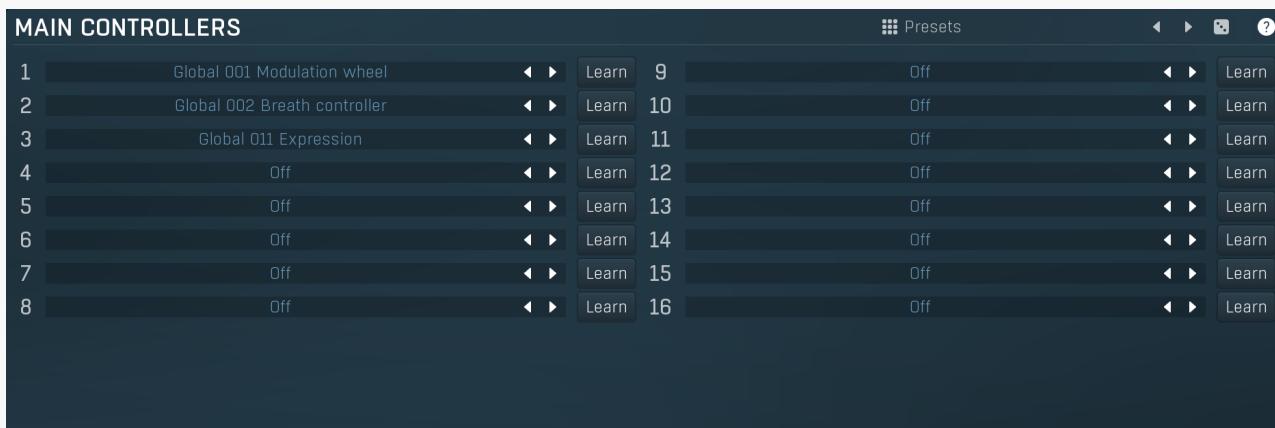 MAIN CONTROLLERS Presets ?
1 Global 001 Modulation wheel Learn 9 Off Learn
2 Global 002 Breath controller Learn 10 Off Learn
3 Global 011 Expression Learn 11 Off Learn
4 Off Learn 12 Off Learn
5 Off Learn 13 Off Learn
6 Off Learn 14 Off Learn
7 Off Learn 15 Off Learn
8 Off Learn 16 Off Learn